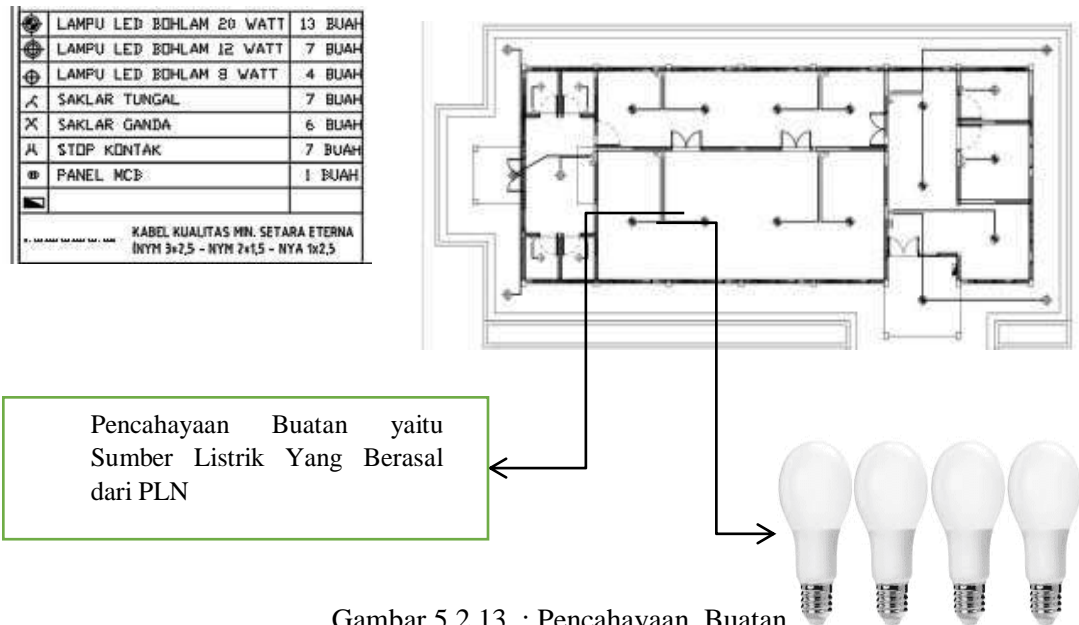 LAMPU LED BOHLAM 20 WATT 13 BUAH
LAMPU LED BOHLAM 12 WATT 7 BUAH
LAMPU LED BOHLAM 9 WATT 4 BUAH
SAKLAR TUNGAL 7 BUAH
SAKLAR GANDA 6 BUAH
STOP KONTAK 7 BUAH
PANEL MCB 1 BUAH
KABEL KUALITAS MIN. SETARA ETERNA
(NYM 3x2,5 - NYM 2x1,5 - NYA 1x2,5
Pencahayaan Buatan yaitu
Sumber Listrik Yang Berasal
dari PLN
Gambar 5.2.13 : Pencahayaan Buatan